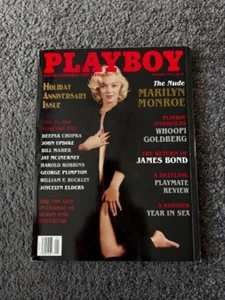 PLAYBOY
HOLIDAY
ANNIVERSARY
ISSUE
The Nude
MARILYN
MONROE
DEEPAK CHOPRA
JOHN UPDIKE
BILL MAHER
JAY MCINERNEY
HAROLD ROBBINS
GEORGE PLIMPTON
WILLIAM F. BUCKLEY
JOYCELYN ELDERS
PLAYBOY
INTERVIEWS
WHOOPI
GOLDBERG
THE RETURN OF
JAMES BOND
A DAZZLING
PLAYMATE
REVIEW
A RIOTOUS
YEAR IN SEX